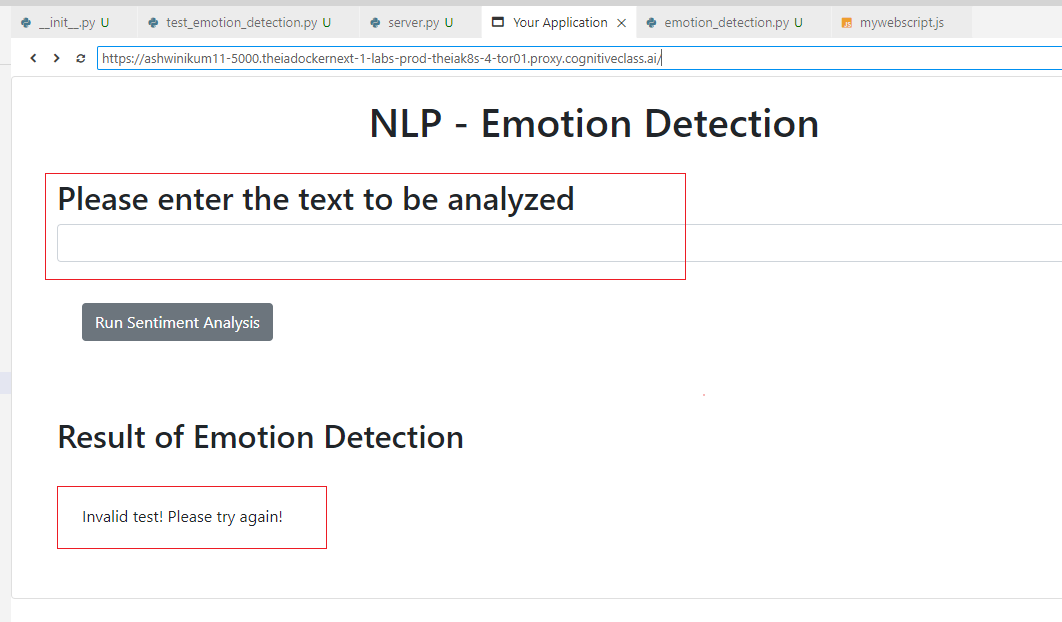 __init__.py U test_emotion_detection.py U server.py U Your Application emotion_detection.py U JS mywebscript.js
https://ashwinikum11-5000.theiadockernext-1-labs-prod-theiak8s-4-tor01.proxy.cognitiveclass.ai/
NLP - Emotion Detection
Please enter the text to be analyzed
Run Sentiment Analysis
Result of Emotion Detection
Invalid test! Please try again!